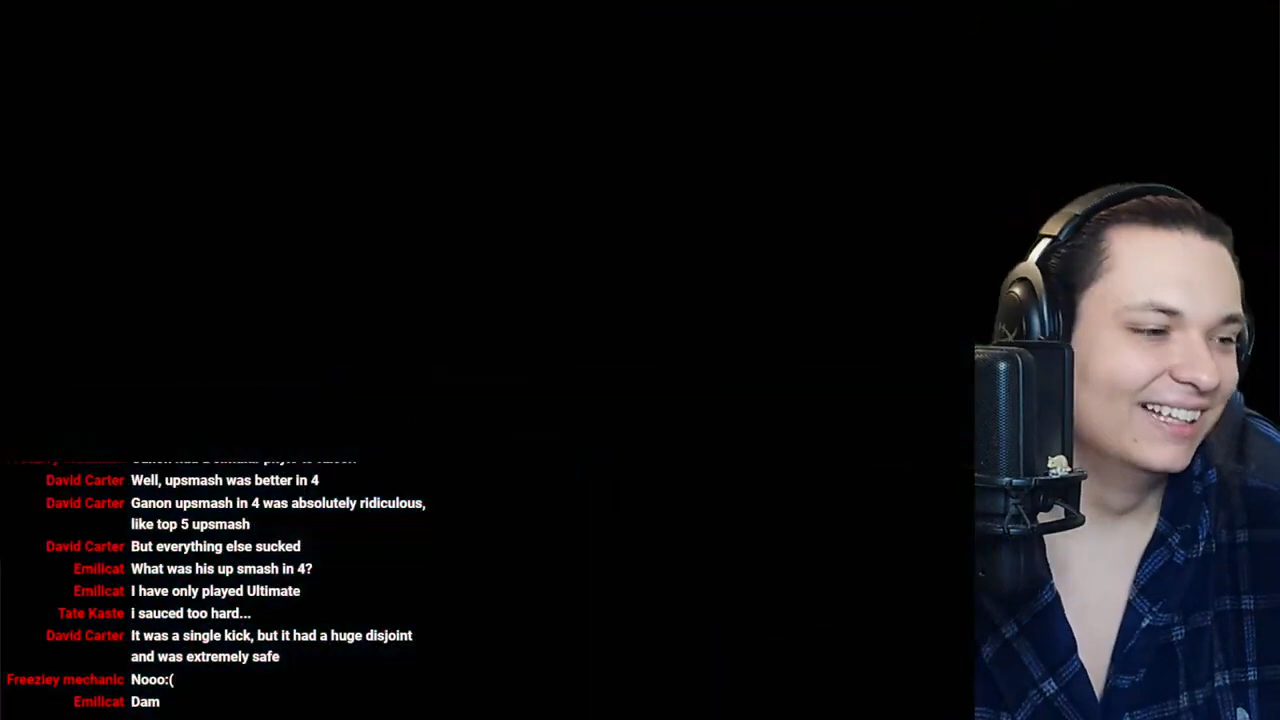 David Carter Well, upsmash was better in 4
David Carter Ganon upsmash in 4 was absolutely ridiculous,
like top 5 upsmash
David Carter But everything else sucked
Emilicat What was his up smash in 4?
Emilicat I have only played Ultimate
Tate Kaste i sauced too hard...
David Carter It was a single kick, but it had a huge disjoint
and was extremely safe
Freezley mechanic Nooo:(
Emilicat Dam